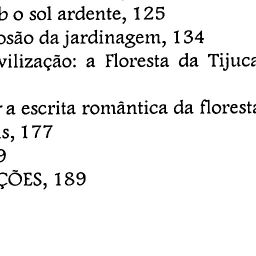 b o sol ardente, 125
osão da jardinagem, 134
vilização: a Floresta da Tijuca
r a escrita romântica da floresta
s, 177
9
ÇÕES, 189